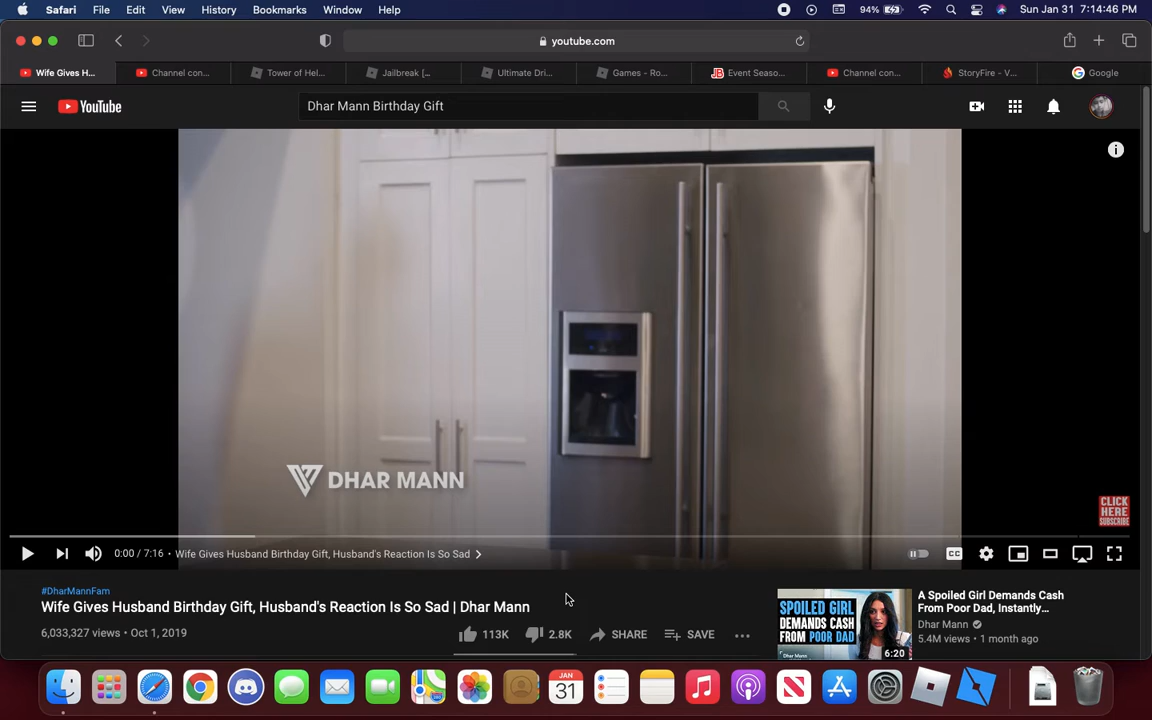 Safari File Edit View History Bookmarks Window Help 94% Sun Jan 31 7:14:46 PM
youtube.com
Wife Gives H... Channel con... Tower of Hel... Jailbreak [... Ultimate Dri... Games - Ro... JB Event Seaso... Channel con... StoryFire - V... Google
YouTube Dhar Mann Birthday Gift
DHAR MANN
CLICK
HERE
SUBSCRIBE
0:00 / 7:16 • Wife Gives Husband Birthday Gift, Husband's Reaction Is So Sad CC
#DharMannFam
Wife Gives Husband Birthday Gift, Husband's Reaction Is So Sad | Dhar Mann
6,033,327 views • Oct 1, 2019 113K 2.8K SHARE SAVE
SPOILED GIRL
DEMANDS CASH
FROM POOR DAD
Dhar Mann
6:20
A Spoiled Girl Demands Cash
From Poor Dad, Instantly...
Dhar Mann
5.4M views • 1 month ago
JAN
31